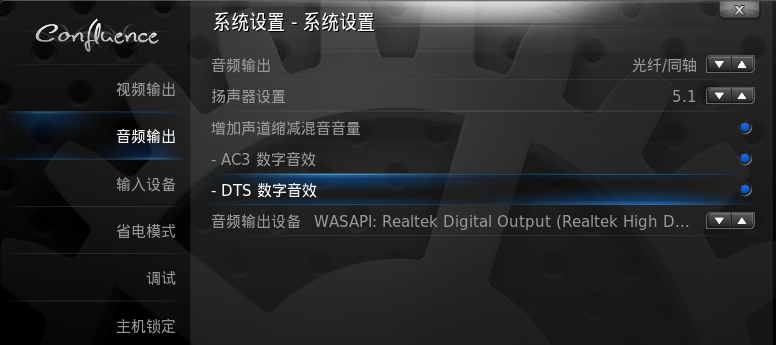 Confluence
系统设置 - 系统设置
x
视频输出
音频输出
输入设备
省电模式
调试
主机锁定
音频输出 光纤/同轴
扬声器设置 5.1
增加声道缩减混音音量
- AC3 数字音效
- DTS 数字音效
音频输出设备 WASAPI: Realtek Digital Output (Realtek High D...